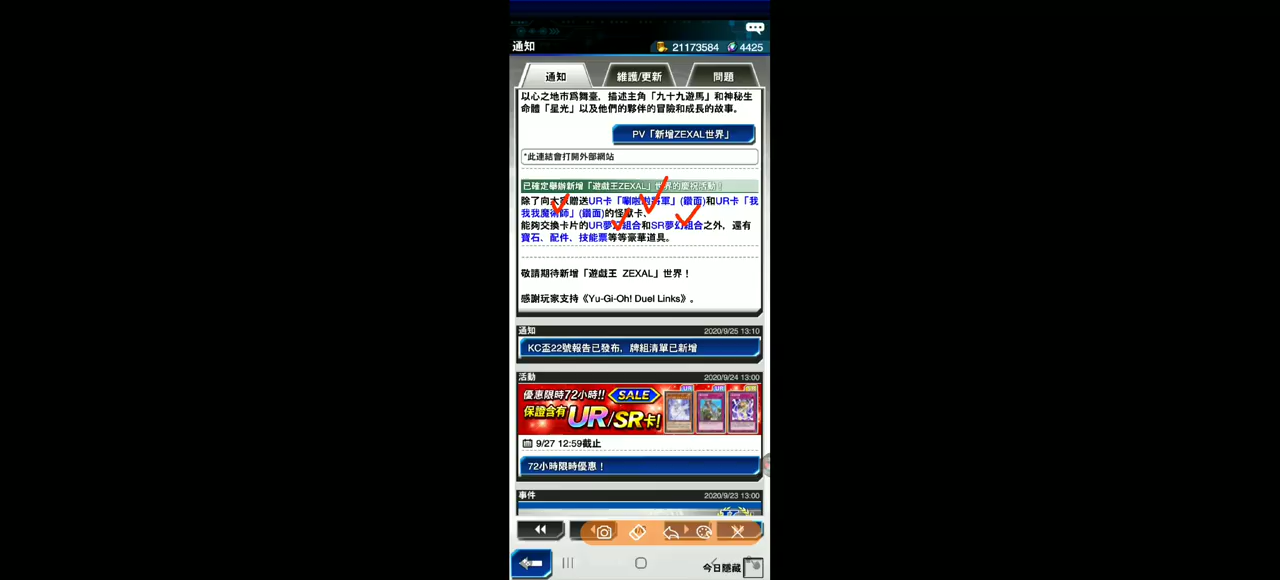 通知
21173584
4425
通知
維護/更新
問題
以心之地市爲舞臺，描述主角「九十九遊馬」和神秘生
命體「星光」以及他們的夥伴的冒險和成長的故事。
PV「新增ZEXAL世界」
*此連結會打開外部網站
已確定舉辦新增「遊戲王ZEXAL」世界的慶祝活動！
除了向大家贈送UR卡「唰啦啦將軍」(鑽面)和UR卡「我
我我魔術師」(鑽面)的怪獸卡、
能夠交換卡片的UR夢幻組合和SR夢幻組合之外，還有
寶石、配件、技能票等等豪華道具。
敬請期待新增「遊戲王 ZEXAL」世界！
感謝玩家支持《Yu-Gi-Oh! Duel Links》。
通知
2020/9/25 13:10
KC盃22號報告已發布，牌組清單已新增
活動
2020/9/24 13:00
優惠限時72小時!!
SALE
保證含有UR/SR卡!
UR
UR
9/27 12:59截止
72小時限時優惠！
事件
2020/9/23 13:00
今日隱藏